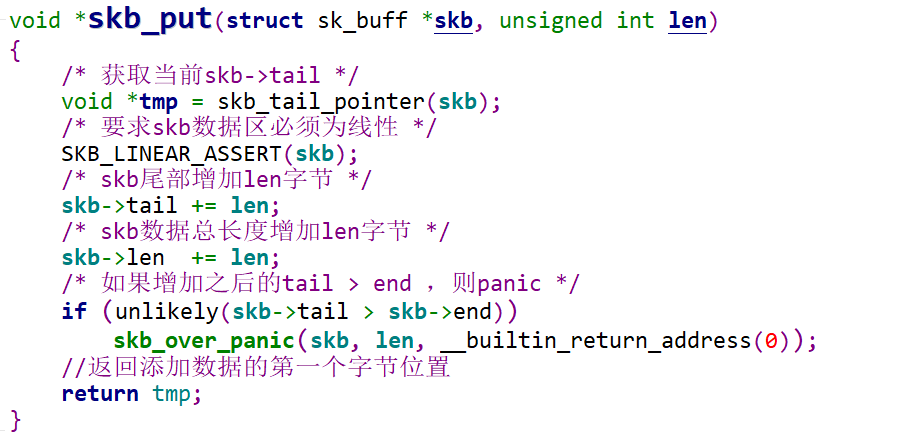 void *skb_put(struct sk_buff *skb, unsigned int len)
{
    /* 获取当前skb->tail */
    void *tmp = skb_tail_pointer(skb);
    /* 要求skb数据区必须为线性 */
    SKB_LINEAR_ASSERT(skb);
    /* skb尾部增加len字节 */
    skb->tail += len;
    /* skb数据总长度增加len字节 */
    skb->len  += len;
    /* 如果增加之后的tail > end ，则panic */
    if (unlikely(skb->tail > skb->end))
        skb_over_panic(skb, len, __builtin_return_address(0));
    //返回添加数据的第一个字节位置
    return tmp;
}